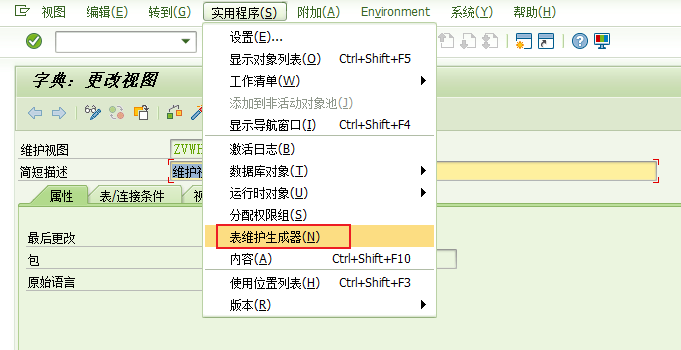 视图 编辑(E) 转到(G) 实用程序(S) 附加(A) Environment 系统(Y) 帮助(H)
设置(E)...
显示对象列表(O) Ctrl+Shift+F5
工作清单(W)
添加到非活动对象池(J)
显示导航窗口(I) Ctrl+Shift+F4
激活日志(B)
数据库对象(T)
运行时对象(U)
分配权限组(S)
表维护生成器(N)
内容(A) Ctrl+Shift+F10
使用位置列表(H) Ctrl+Shift+F3
版本(R)
字典：更改视图
维护视图 ZVWH
简短描述 维护
属性 表/连接条件
最后更改
包
原始语言